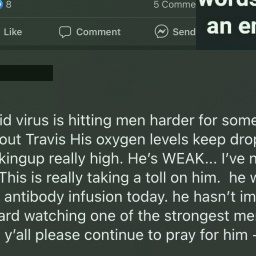 8
5 Comme
Like
Comment
Send
words
an e
id virus is hitting men harder for some
out Travis His oxygen levels keep drop
kingup really high. He's WEAK... I've n
This is really taking a toll on him.  he w
antibody infusion today. he hasn't im
ard watching one of the strongest me
y'all please continue to pray for him -